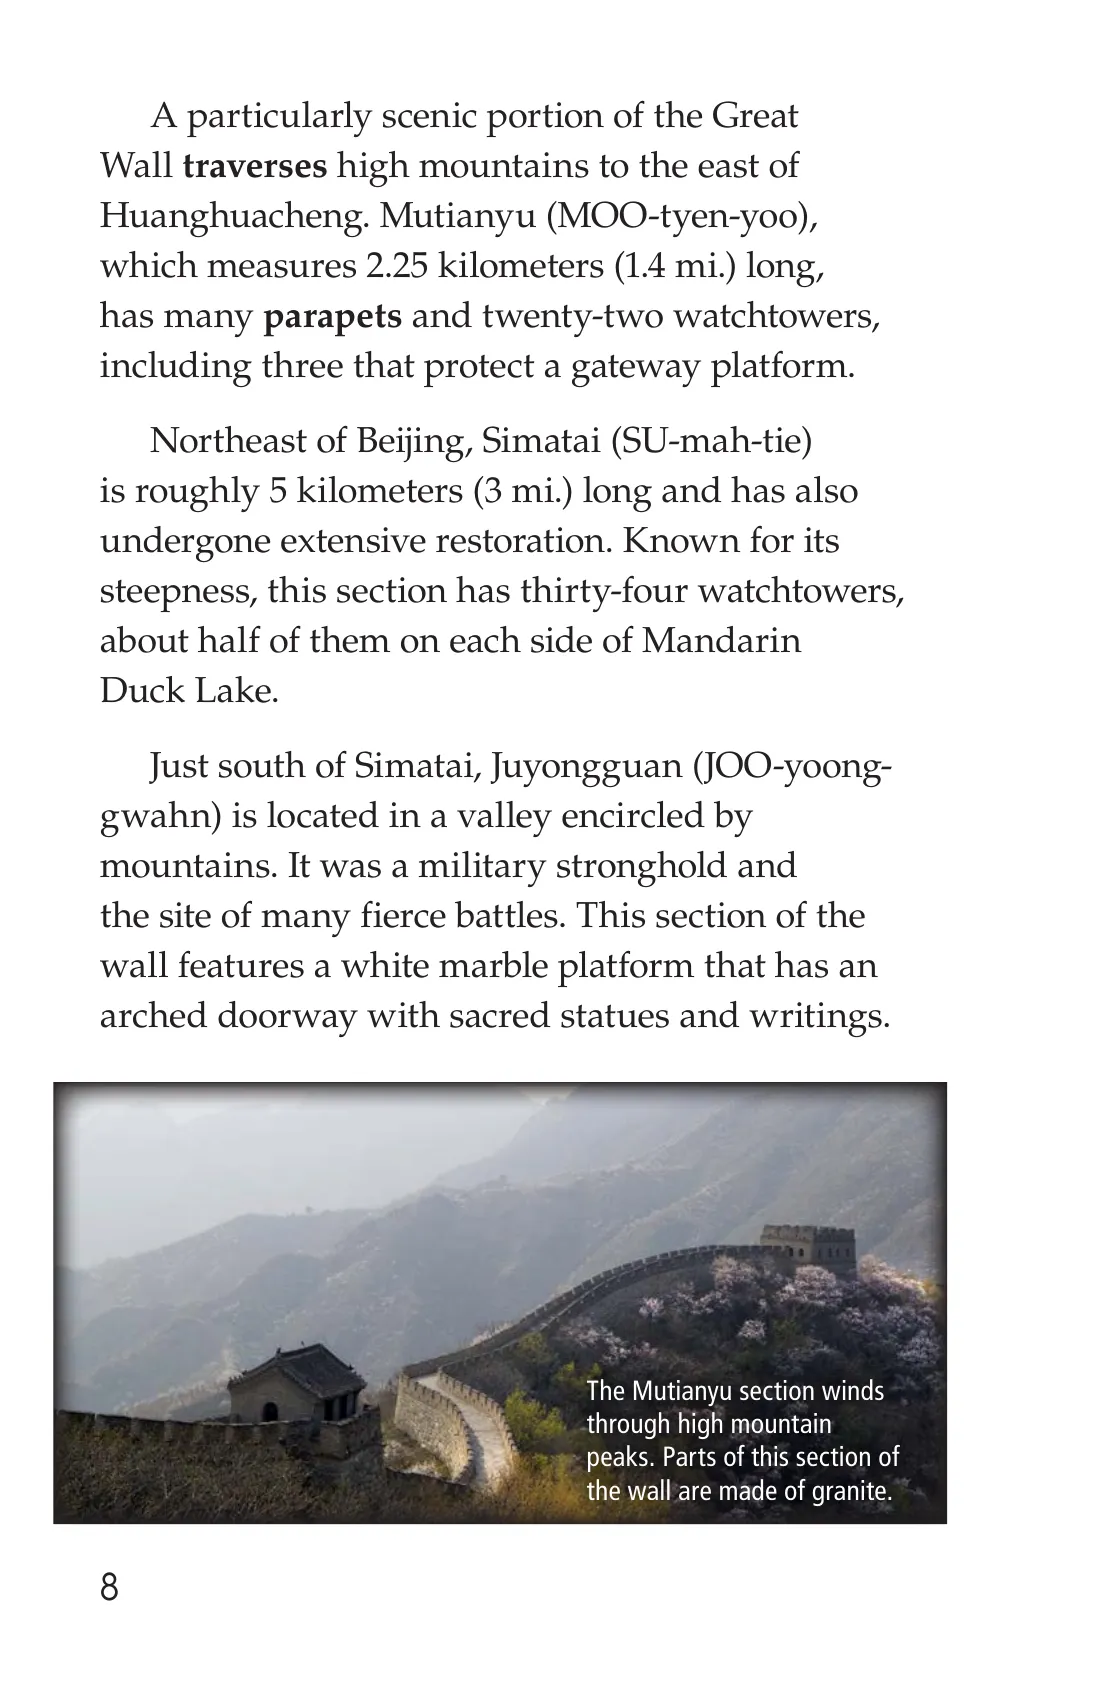 A particularly scenic portion of the Great
Wall traverses high mountains to the east of
Huanghuacheng. Mutianyu (MOO-tyen-yoo),
which measures 2.25 kilometers (1.4 mi.) long,
has many parapets and twenty-two watchtowers,
including three that protect a gateway platform.
Northeast of Beijing, Simatai (SU-mah-tie)
is roughly 5 kilometers (3 mi.) long and has also
undergone extensive restoration. Known for its
steepness, this section has thirty-four watchtowers,
about half of them on each side of Mandarin
Duck Lake.
Just south of Simatai, Juyongguan (JOO-yoong-
gwahn) is located in a valley encircled by
mountains. It was a military stronghold and
the site of many fierce battles. This section of the
wall features a white marble platform that has an
arched doorway with sacred statues and writings.
The Mutianyu section winds
through high mountain
peaks. Parts of this section of
the wall are made of granite.
8